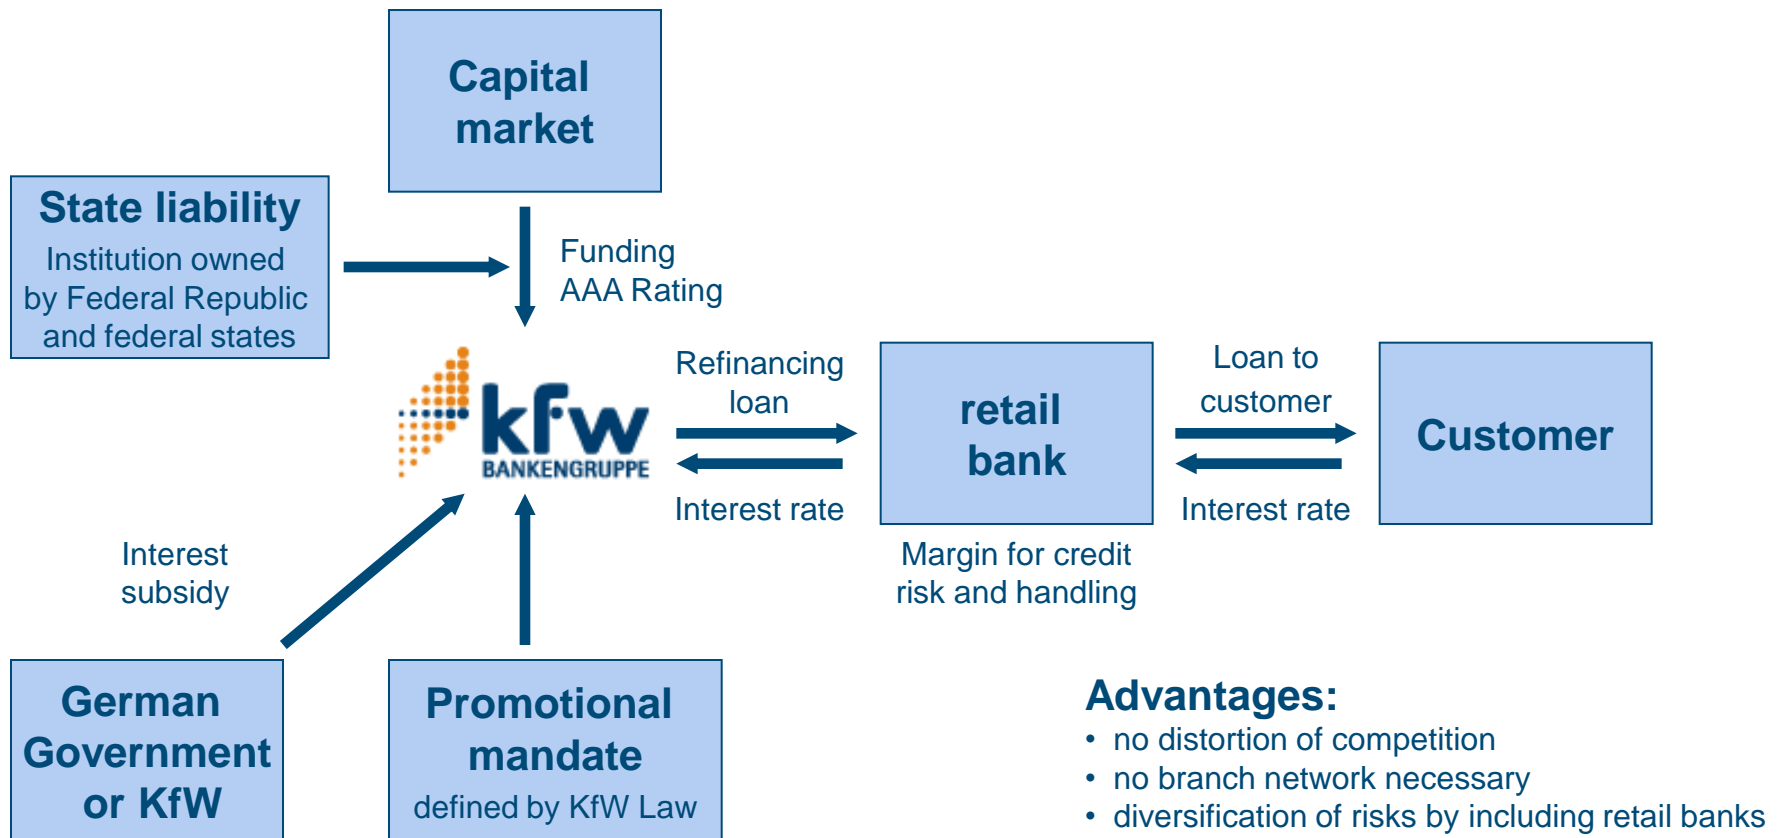 Capital
market
State liability
Institution owned
by Federal Republic
and federal states
Funding
AAA Rating
kfw
BANKENGRUPPE
Refinancing
loan
Interest rate
retail
bank
Margin for credit
risk and handling
Loan to
customer
Interest rate
Customer
Interest
subsidy
German
Government
or KfW
Promotional
mandate
defined by KfW Law
Advantages:
• no distortion of competition
• no branch network necessary
• diversification of risks by including retail banks